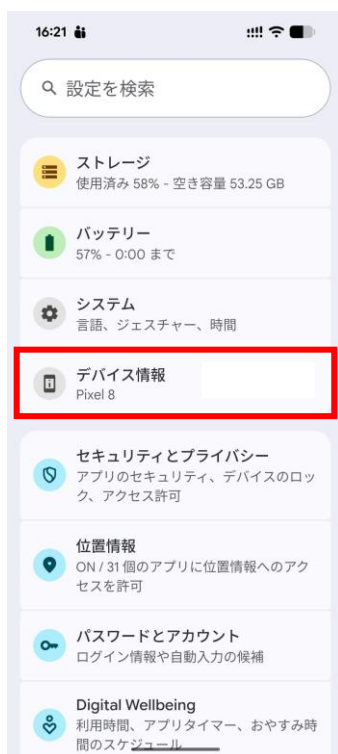 16:21
設定を検索
ストレージ
使用済み 58% - 空き容量 53.25 GB
バッテリー
57% - 0:00 まで
システム
言語、ジェスチャー、時間
デバイス情報
Pixel 8
セキュリティとプライバシー
アプリのセキュリティ、デバイスのロッ
ク、アクセス許可
位置情報
ON / 31 個のアプリに位置情報へのアク
セスを許可
パスワードとアカウント
ログイン情報や自動入力の候補
Digital Wellbeing
利用時間、アプリタイマー、おやすみ時
間のスケジュール